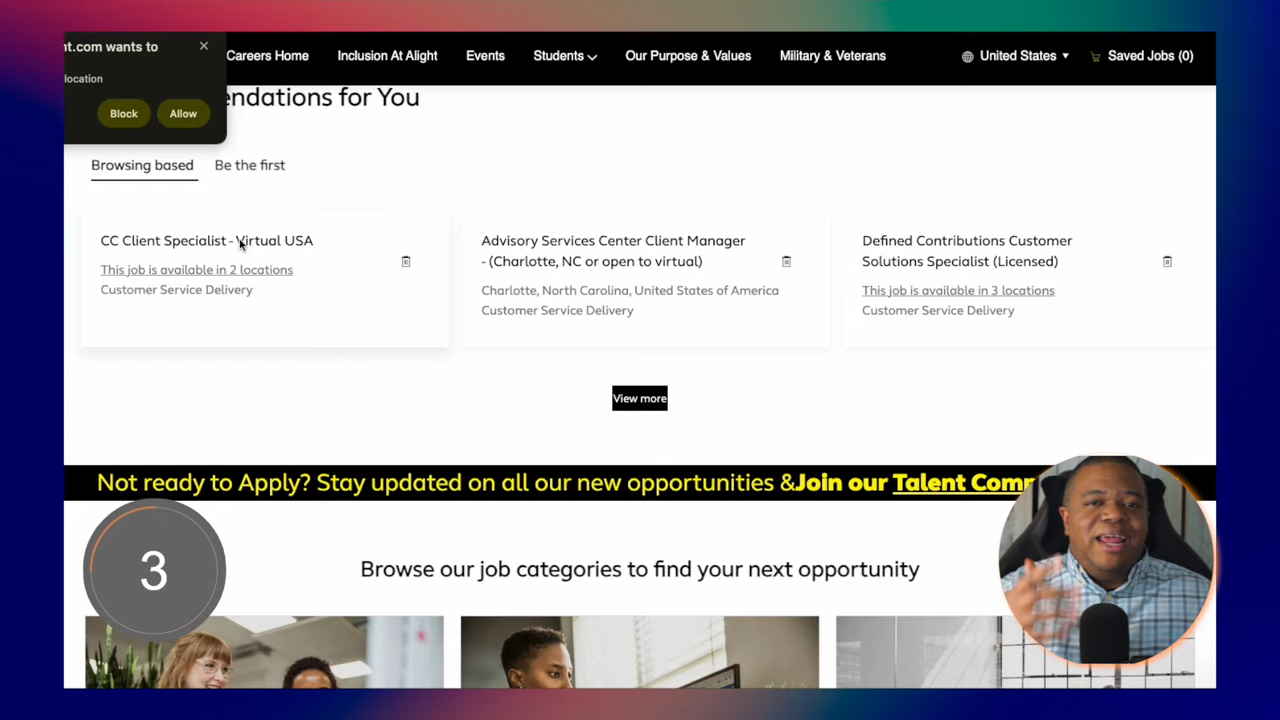 nt.com wants to
location
Block
Allow
Careers Home
Inclusion At Alight
Events
Students
Our Purpose & Values
Military & Veterans
United States
Saved Jobs (0)
endations for You
Browsing based
Be the first
CC Client Specialist - Virtual USA
This job is available in 2 locations
Customer Service Delivery
Advisory Services Center Client Manager
- (Charlotte, NC or open to virtual)
Charlotte, North Carolina, United States of America
Customer Service Delivery
Defined Contributions Customer
Solutions Specialist (Licensed)
This job is available in 3 locations
Customer Service Delivery
View more
Not ready to Apply? Stay updated on all our new opportunities &Join our Talent Com
3
Browse our job categories to find your next opportunity